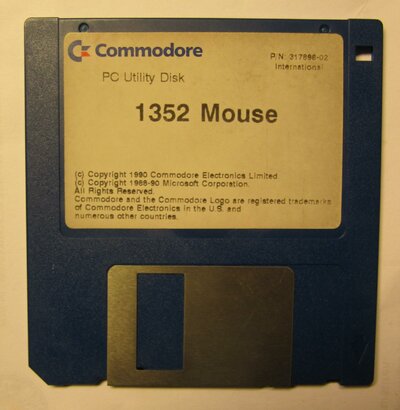 Commodore
P/N: 317896-02
International
PC Utility Disk
1352 Mouse
(c) Copyright 1990 Commodore Electronics Limited.
(c) Copyright 1988-90 Microsoft Corporation.
All Rights Reserved.
Commodore and the Commodore Logo are registered trademarks
of Commodore Electronics in the U.S. and
numerous other countries.